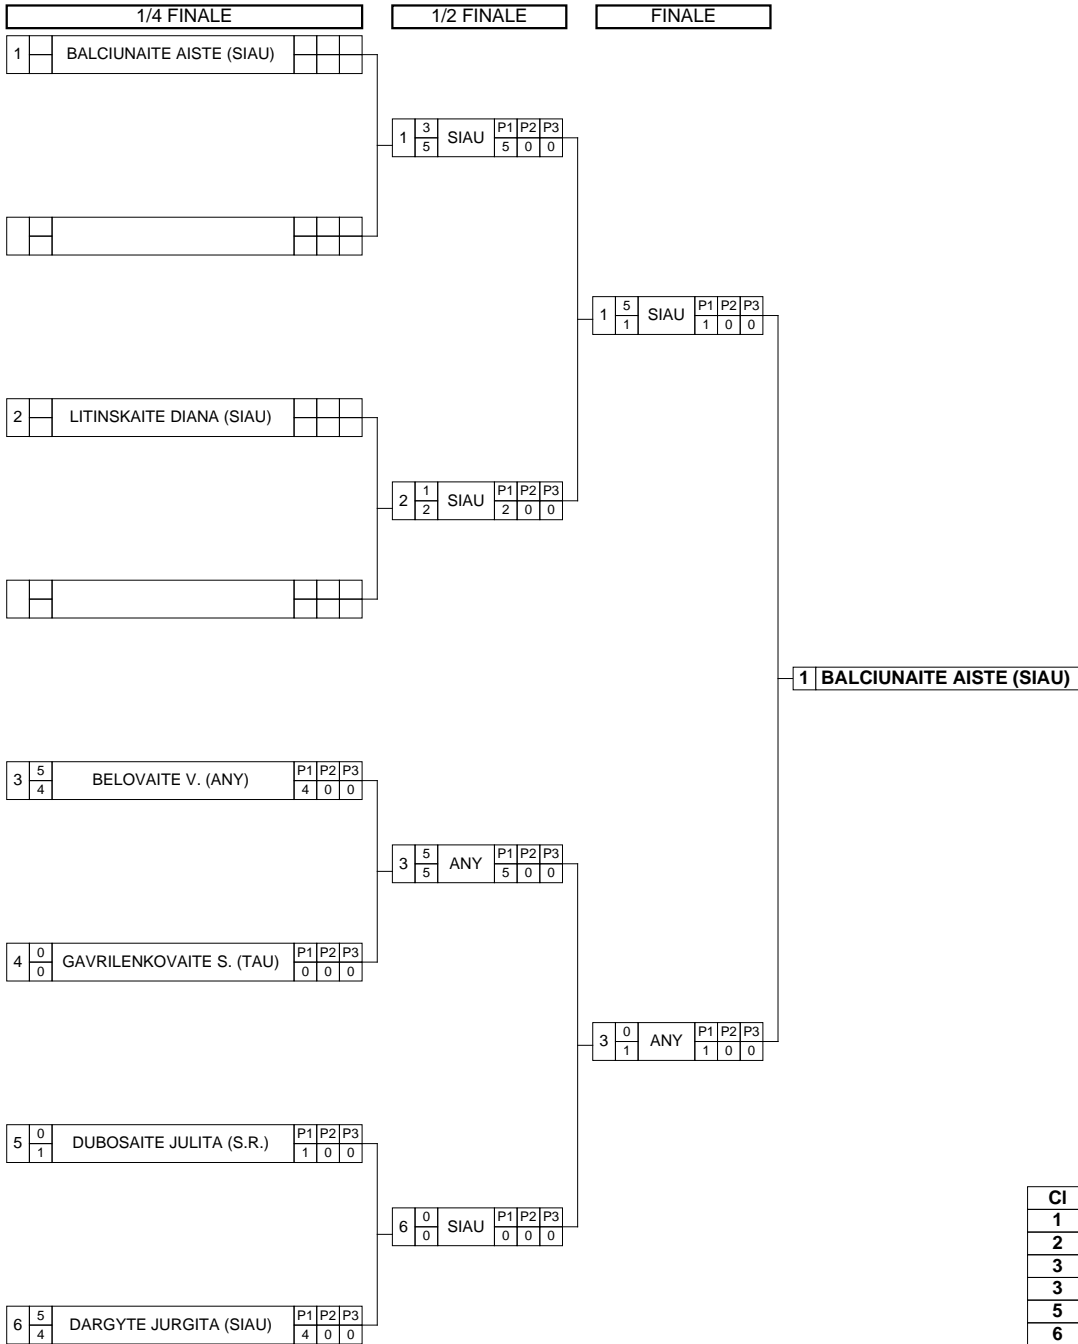 1/4 FINALE 1/2 FINALE FINALE
1 BALCIUNAITE AISTE (SIAU)
1 3 SIAU P1 P2 P3
5 5 0 0
1 5 SIAU P1 P2 P3
1 1 0 0
2 LITINSKAITE DIANA (SIAU)
2 1 SIAU P1 P2 P3
2 2 0 0
1 BALCIUNAITE AISTE (SIAU)
3 5 BELOVAITE V. (ANY) P1 P2 P3
4 4 0 0
3 5 ANY P1 P2 P3
5 5 0 0
4 0 GAVRILENKOVAITE S. (TAU) P1 P2 P3
0 0 0 0
3 0 ANY P1 P2 P3
1 1 0 0
5 0 DUBOSAITE JULITA (S.R.) P1 P2 P3
1 1 0 0
6 0 SIAU P1 P2 P3
0 0 0 0
6 5 DARGYTE JURGITA (SIAU) P1 P2 P3
4 4 0 0
Cl
1
2
3
3
5
6